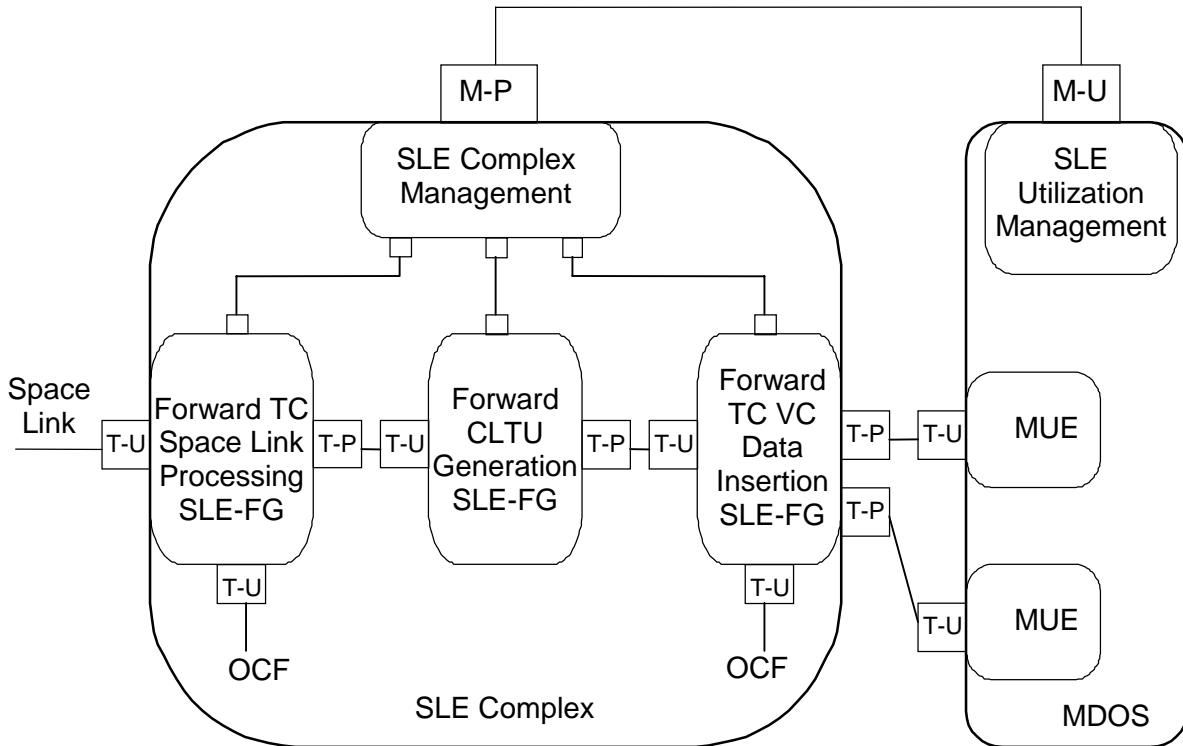 M-P
M-U
SLE Complex
Management
SLE
Utilization
Management
Space
Link
T-U
Forward TC
Space Link
Processing
SLE-FG
T-P
T-U
Forward
CLTU
Generation
SLE-FG
T-P
T-U
Forward
TC VC
Data
Insertion
SLE-FG
T-P
T-U
MUE
T-P
T-U
MUE
T-U
OCF
T-U
OCF
SLE Complex
MDOS